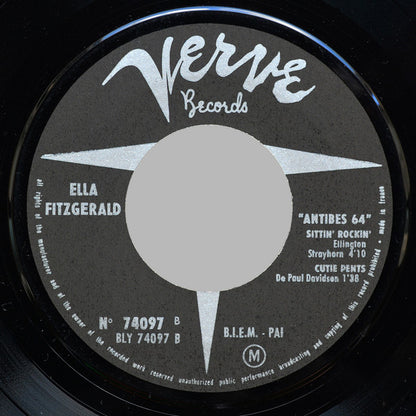 Verve
Records
ELLA
FITZGERALD
"ANTIBES 64"
SITTIN' ROCKIN'
Ellington
Strayhorn 4'10
CUTIE PENTS
De Paul Davidson 1'38
N° 74097 B
BLY 74097 B
B.I.E.M. - PAI
M
all rights of the manufacturer and of the owner of the recorded work reserved unauthorized public performance broadcasting and copying of this record prohibited • made in france